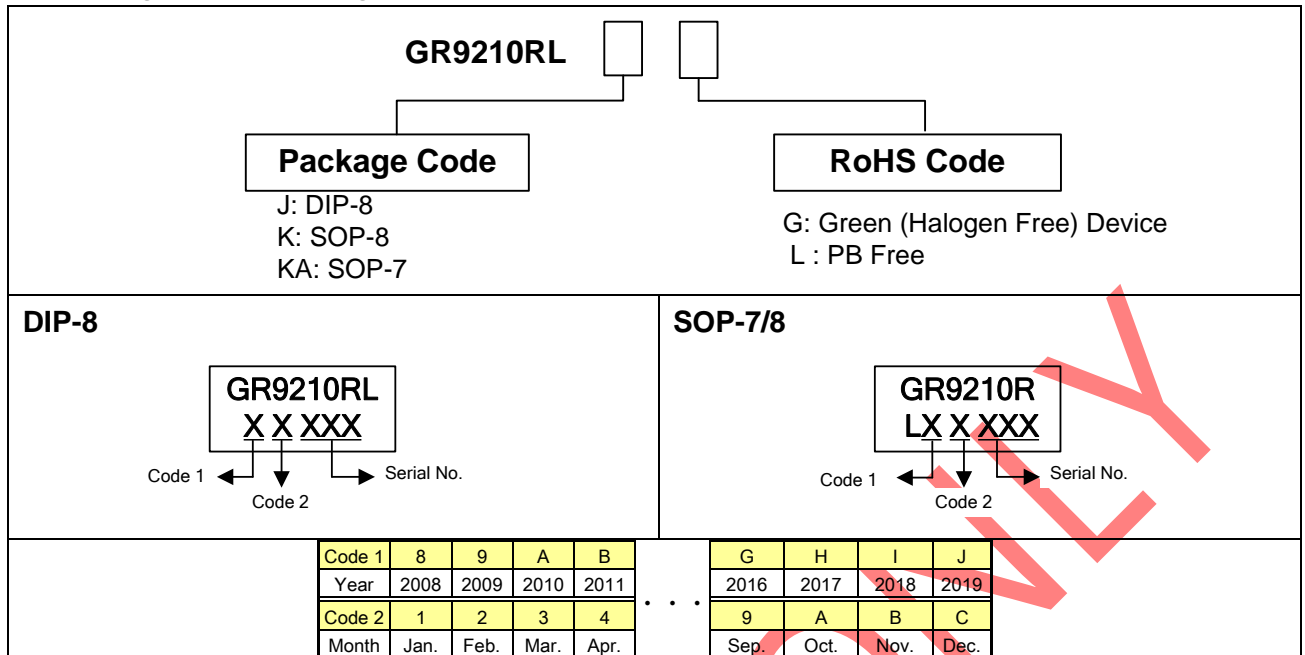 GR9210RL
Package Code
J: DIP-8
K: SOP-8
KA: SOP-7
RoHS Code
G: Green (Halogen Free) Device
L : PB Free
DIP-8
GR9210RL
X X XXX
Code 1
Code 2
Serial No.
SOP-7/8
GR9210R
LX X XXX
Code 1
Code 2
Serial No.
Code 1 8 9 A B G H I J
Year 2008 2009 2010 2011 . . . 2016 2017 2018 2019
Code 2 1 2 3 4 9 A B C
Month Jan. Feb. Mar. Apr. Sep. Oct. Nov. Dec.